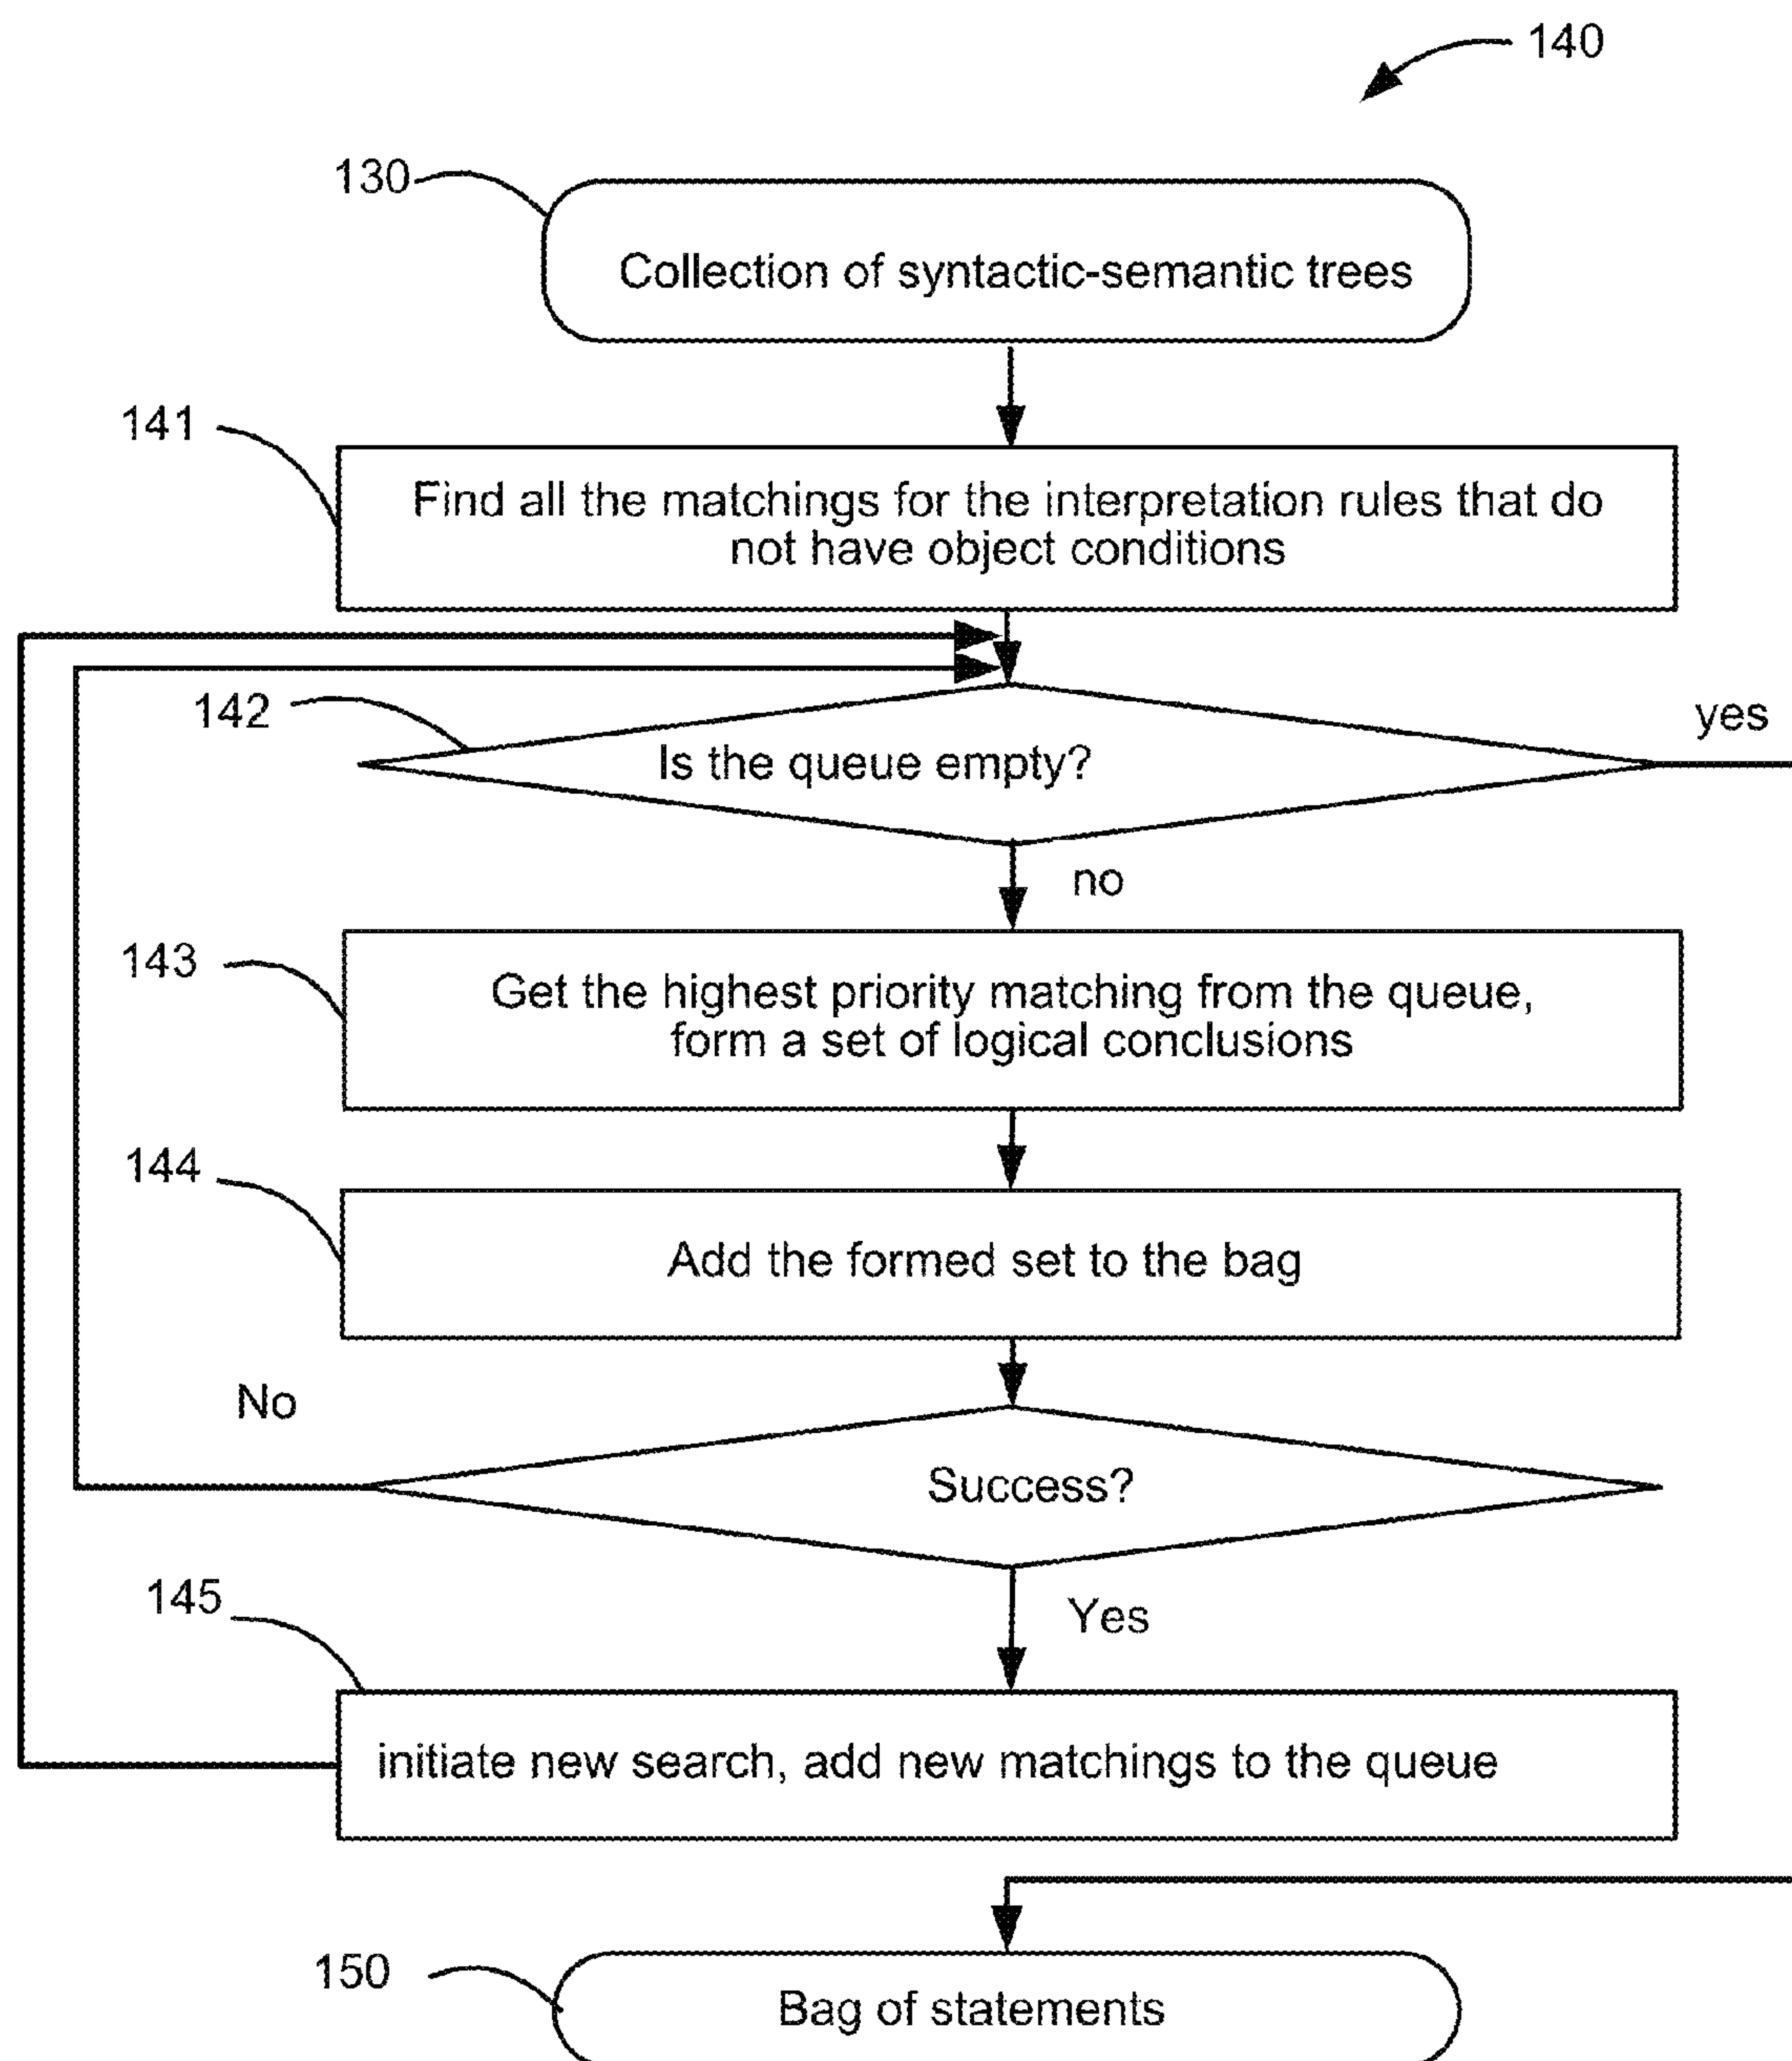 140
130
Collection of syntactic-semantic trees
141
Find all the matchings for the interpretation rules that do
not have object conditions
142
Is the queue empty?
yes
no
143
Get the highest priority matching from the queue,
form a set of logical conclusions
144
Add the formed set to the bag
No
Success?
Yes
145
initiate new search, add new matchings to the queue
150
Bag of statements